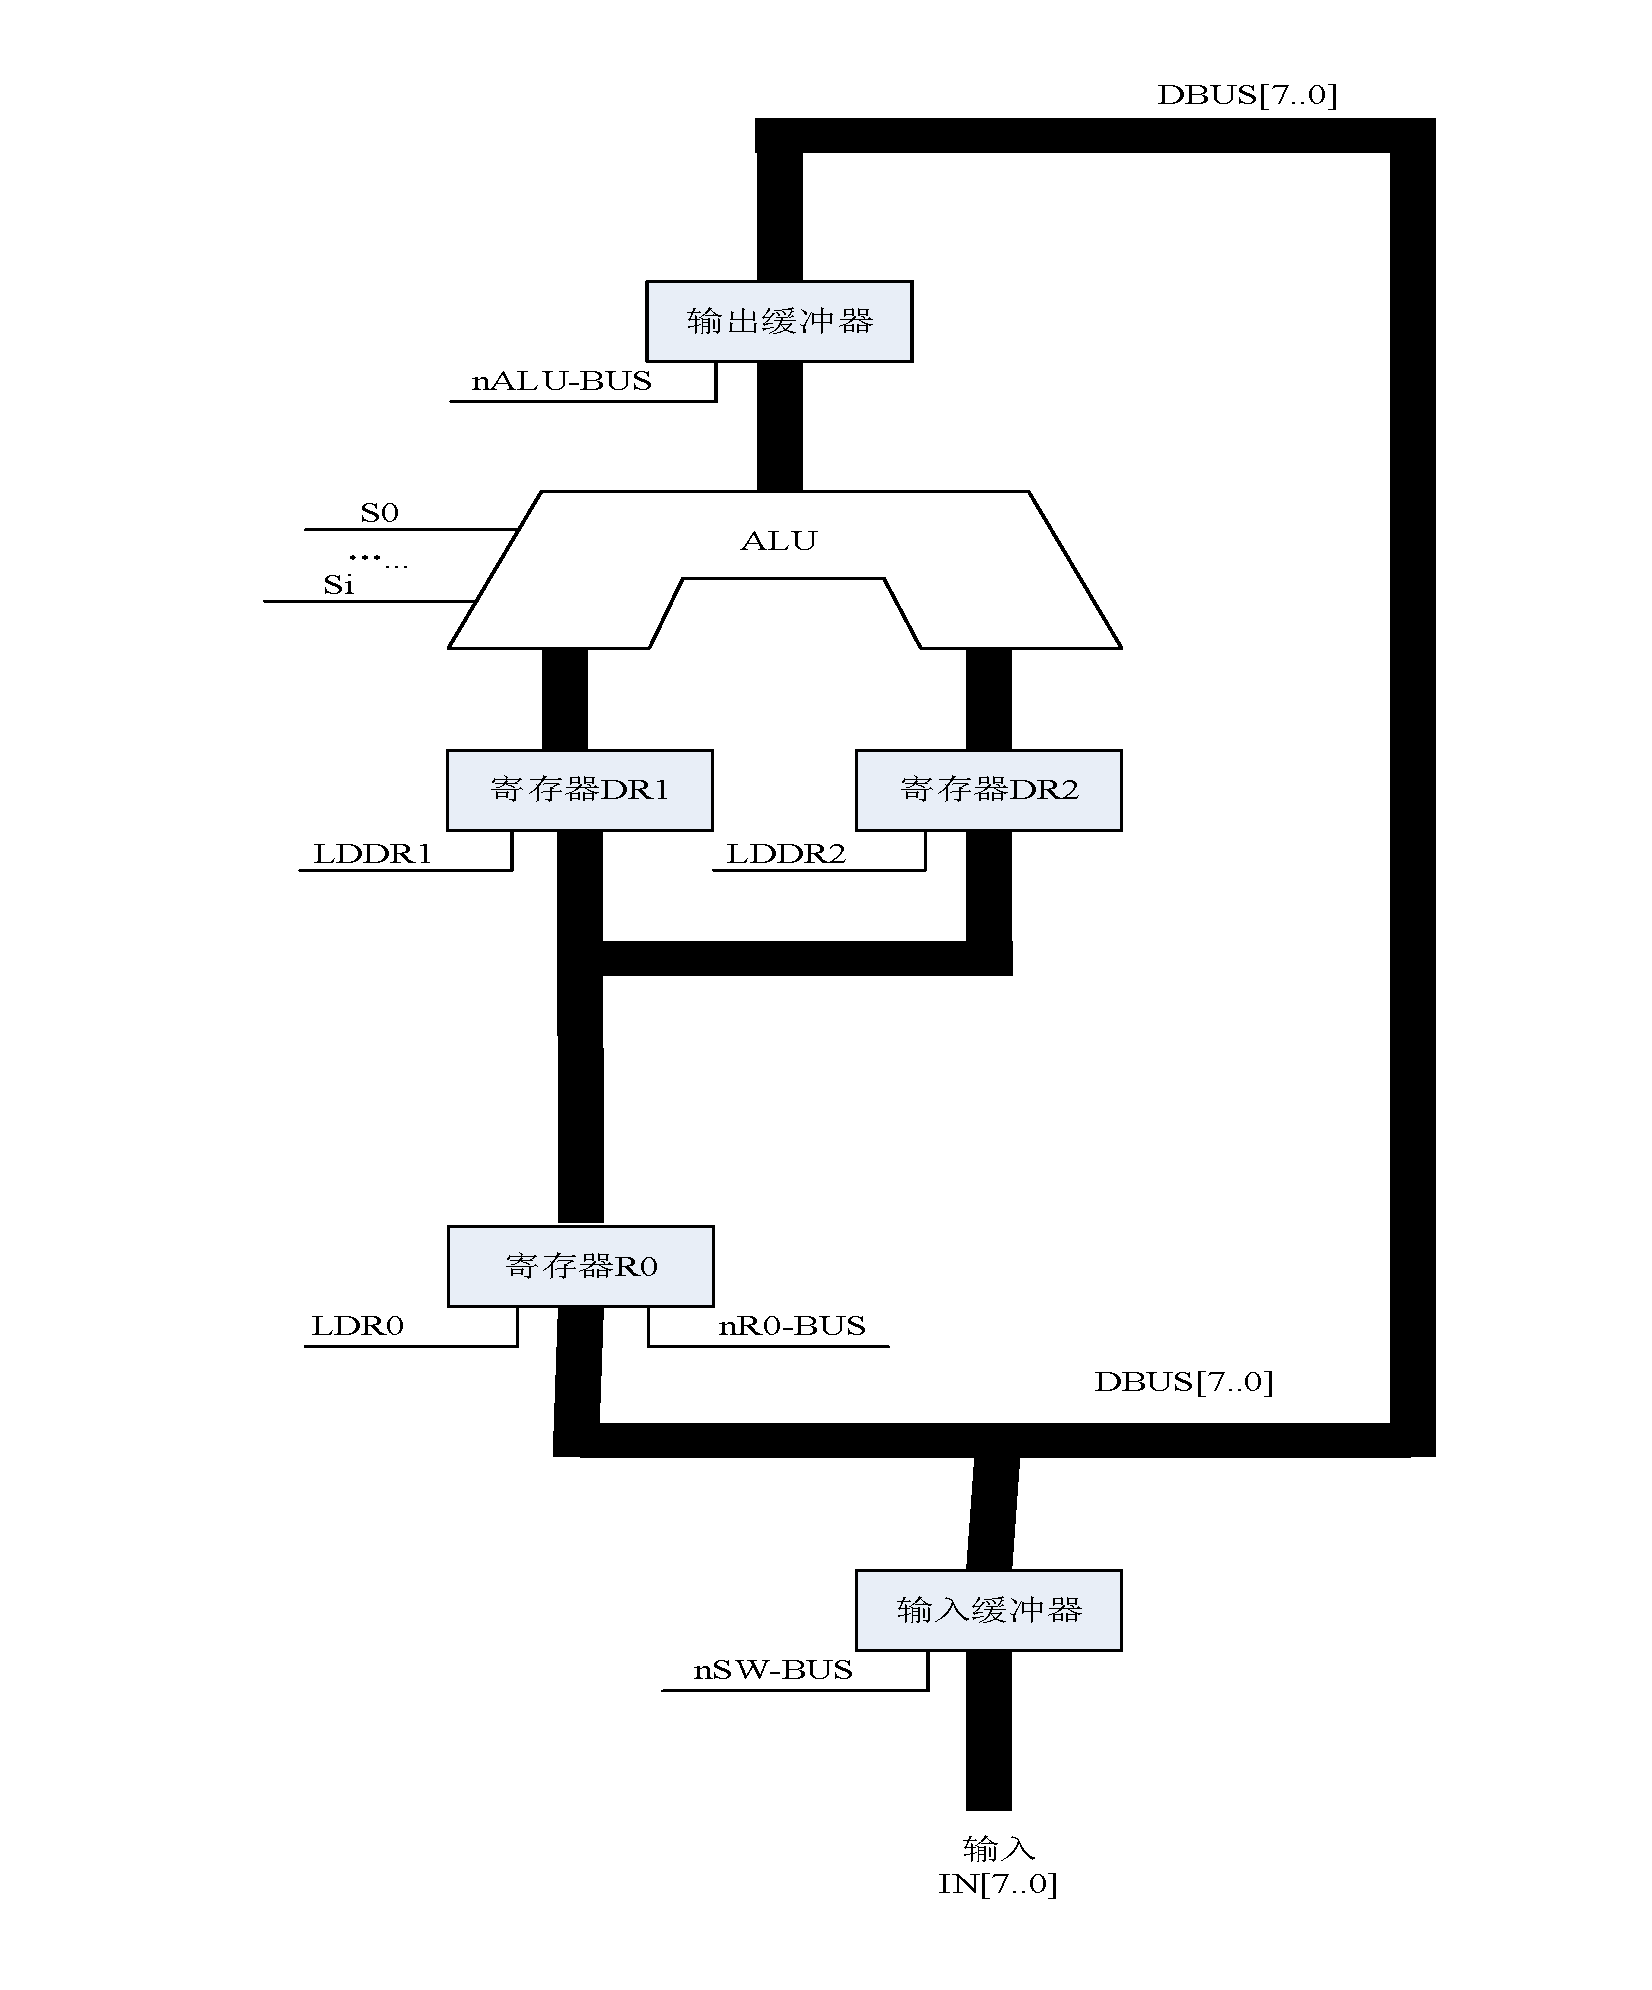 DBUS[7..0]
输出缓冲器
nALU-BUS
S0
ALU
...…
Si
寄存器DR1
寄存器DR2
LDDR1
LDDR2
寄存器R0
LDR0
nR0-BUS
DBUS[7..0]
输入缓冲器
nSW-BUS
输入
IN[7..0]